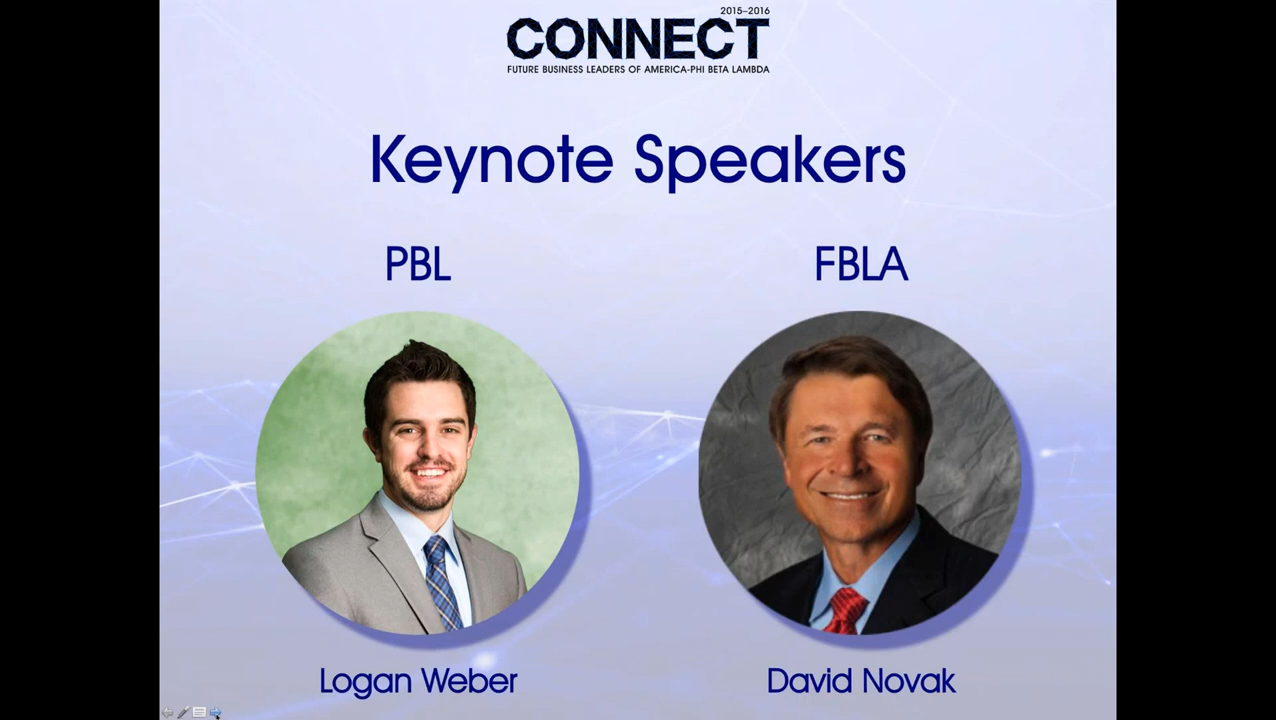 2015–2016
CONNECT
FUTURE BUSINESS LEADERS OF AMERICA-PHI BETA LAMBDA
Keynote Speakers
PBL
FBLA
Logan Weber
David Novak